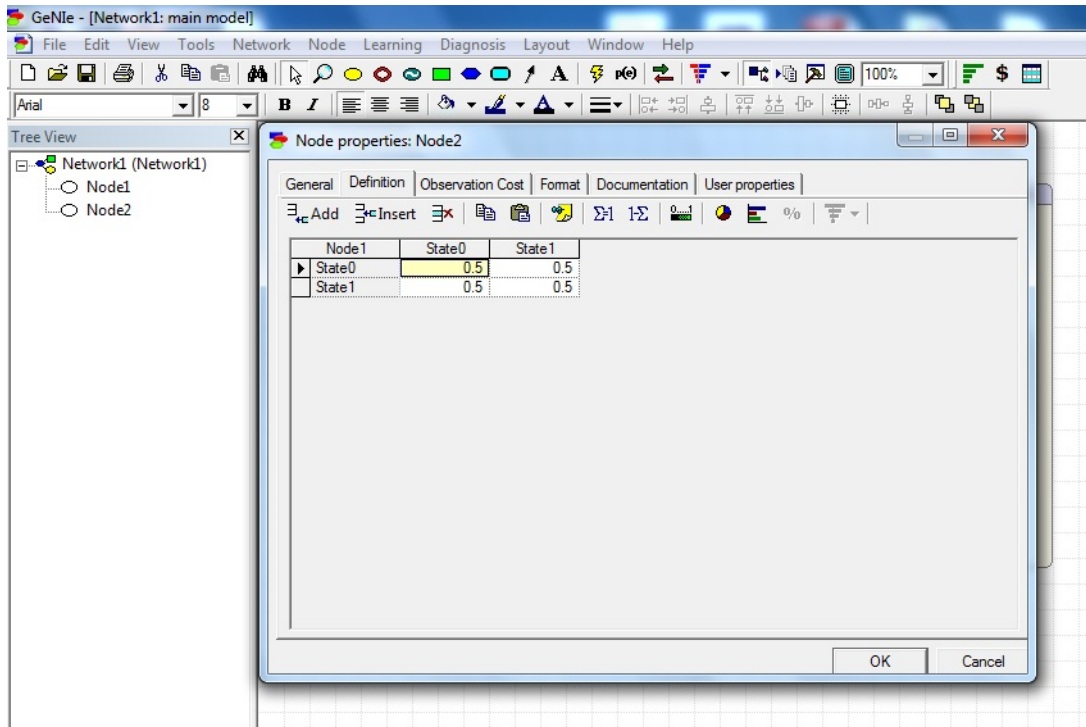 GeNIe - [Network1: main model]
File Edit View Tools Network Node Learning Diagnosis Layout Window Help
A p(e) 100% $
Arial 8 B I A
Tree View
Network1 (Network1)
Node1
Node2
Node properties: Node2
General Definition Observation Cost Format Documentation User properties
Add Insert Σ=1 1-Σ %
Node1 State0 State1
State0 0.5 0.5
State1 0.5 0.5
OK Cancel